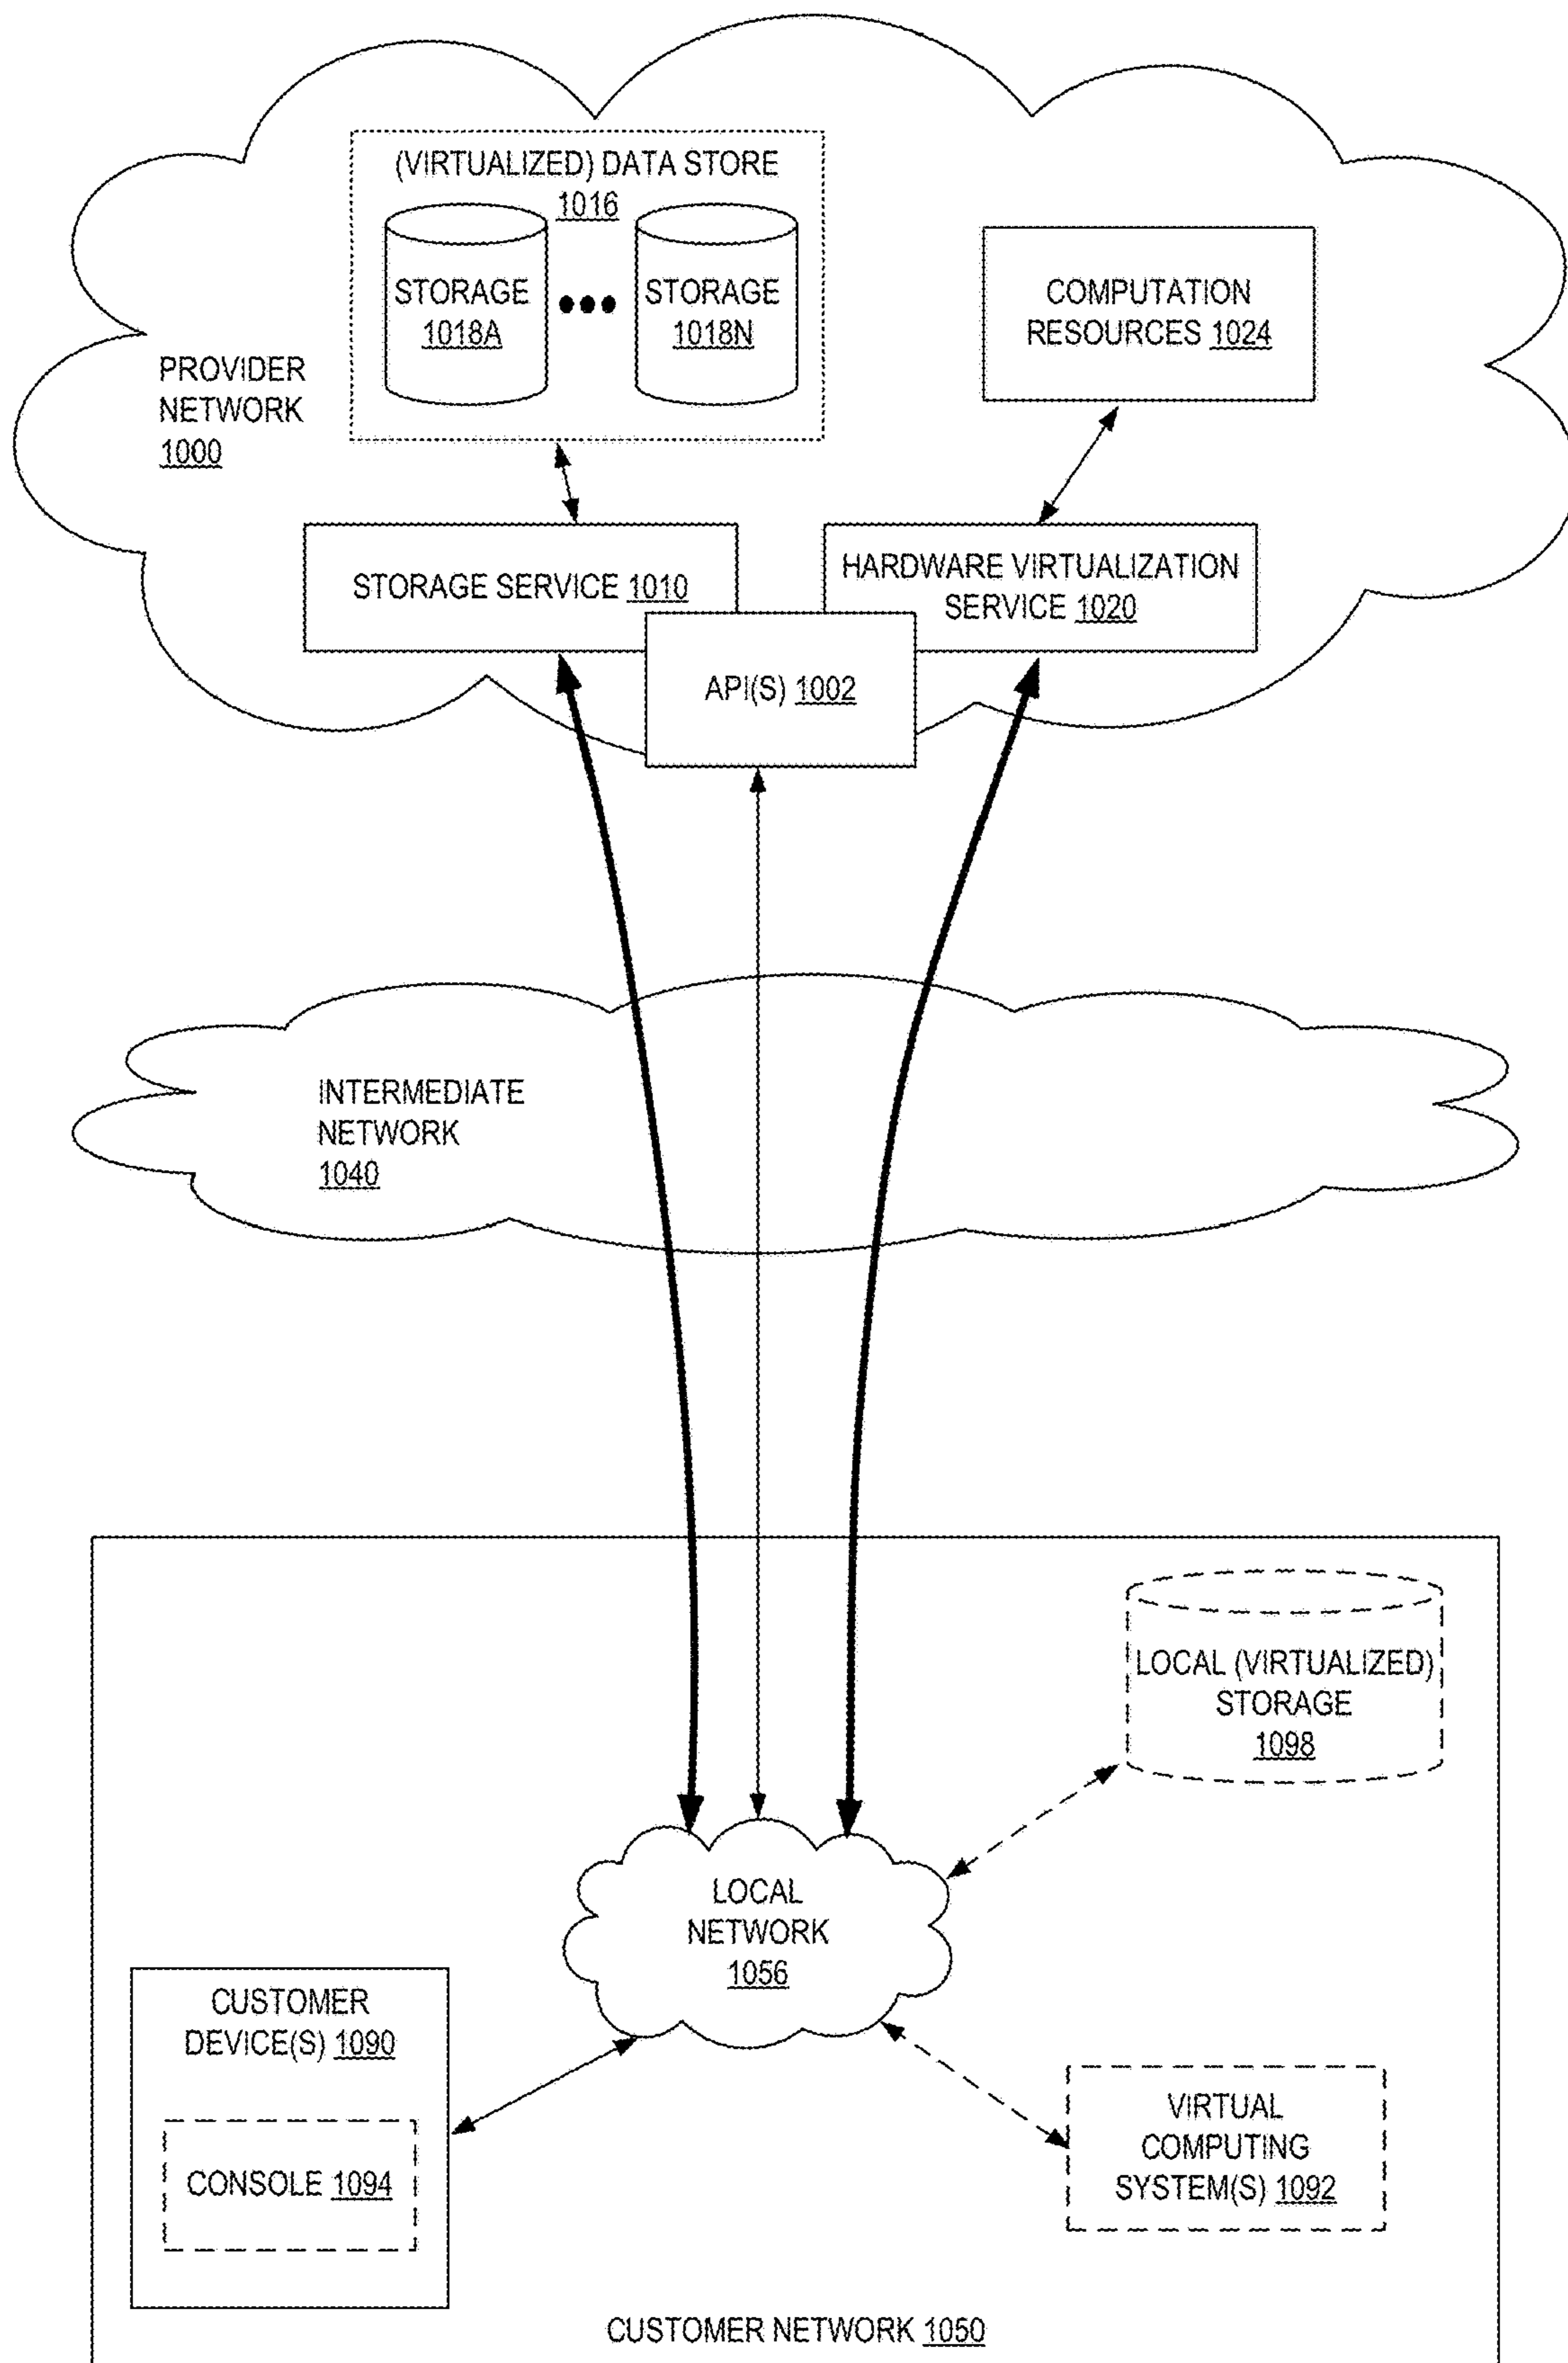 (VIRTUALIZED) DATA STORE
1016
STORAGE
1018A
STORAGE
1018N
COMPUTATION
RESOURCES 1024
PROVIDER
NETWORK
1000
STORAGE SERVICE 1010
HARDWARE VIRTUALIZATION
SERVICE 1020
API(S) 1002
INTERMEDIATE
NETWORK
1040
LOCAL (VIRTUALIZED)
STORAGE
1098
LOCAL
NETWORK
1056
CUSTOMER
DEVICE(S) 1090
CONSOLE 1094
VIRTUAL
COMPUTING
SYSTEM(S) 1092
CUSTOMER NETWORK 1050